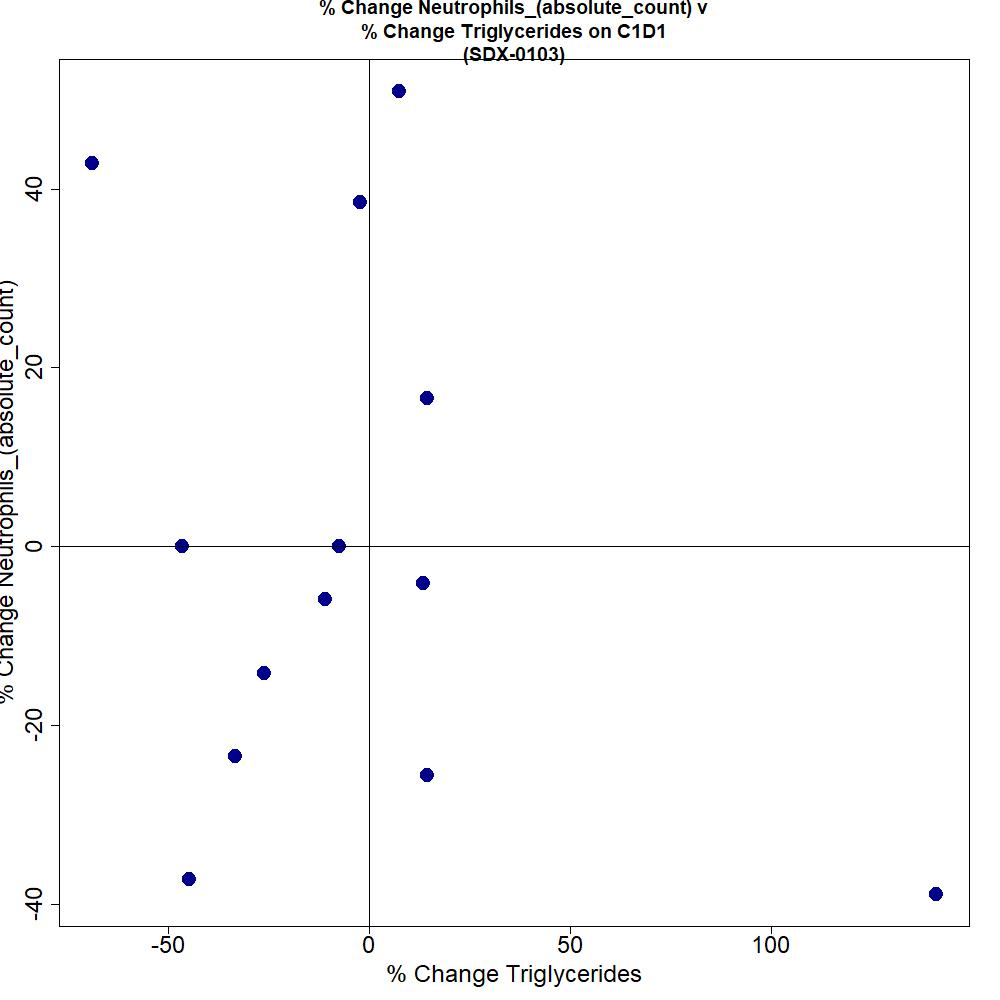 % Change Neutrophils_(absolute_count) v
% Change Triglycerides on C1D1
(SDX-0103)
% Change Neutrophils_(absolute_count)
40
20
0
-20
-40
-50
0
50
100
% Change Triglycerides